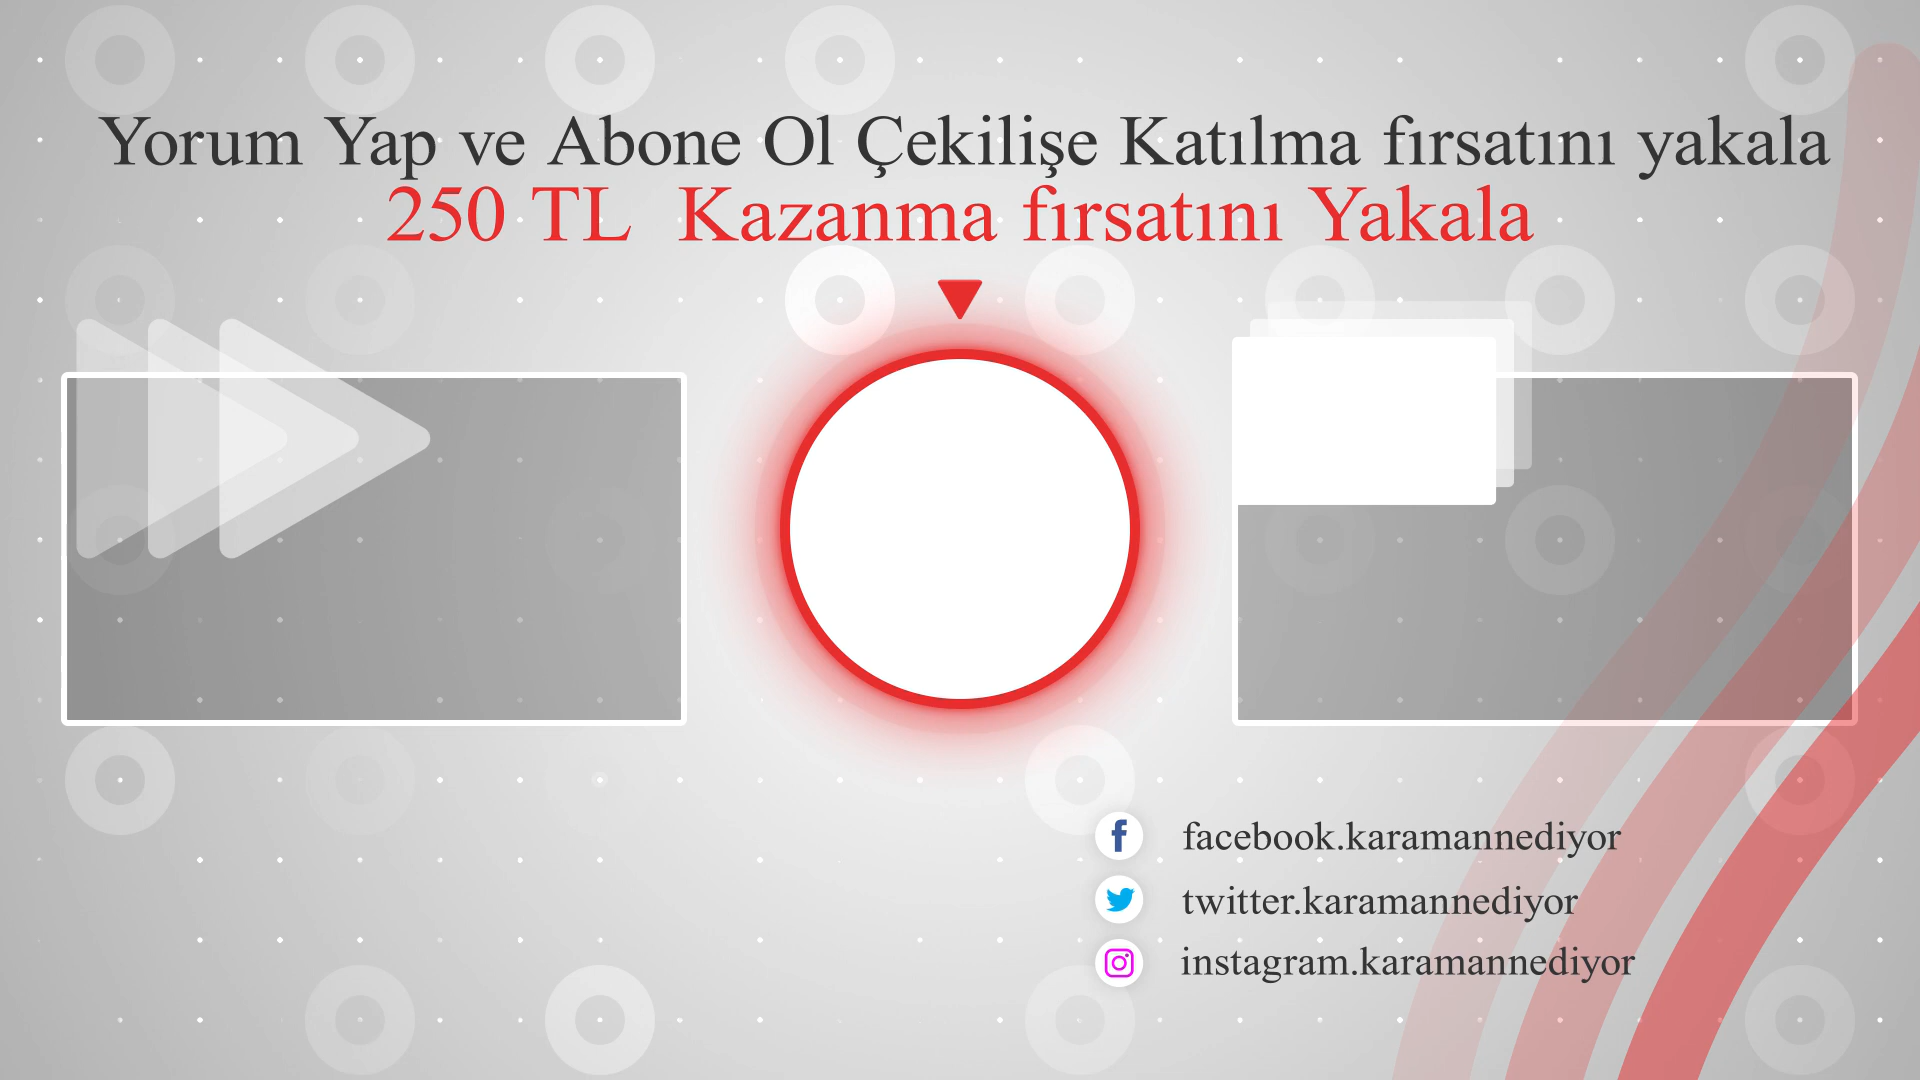 Yorum Yap ve Abone Ol Çekilişe Katılma fırsatını yakala
250 TL Kazanma fırsatını Yakala
facebook.karamannediyor
twitter.karamannediyor
instagram.karamannediyor